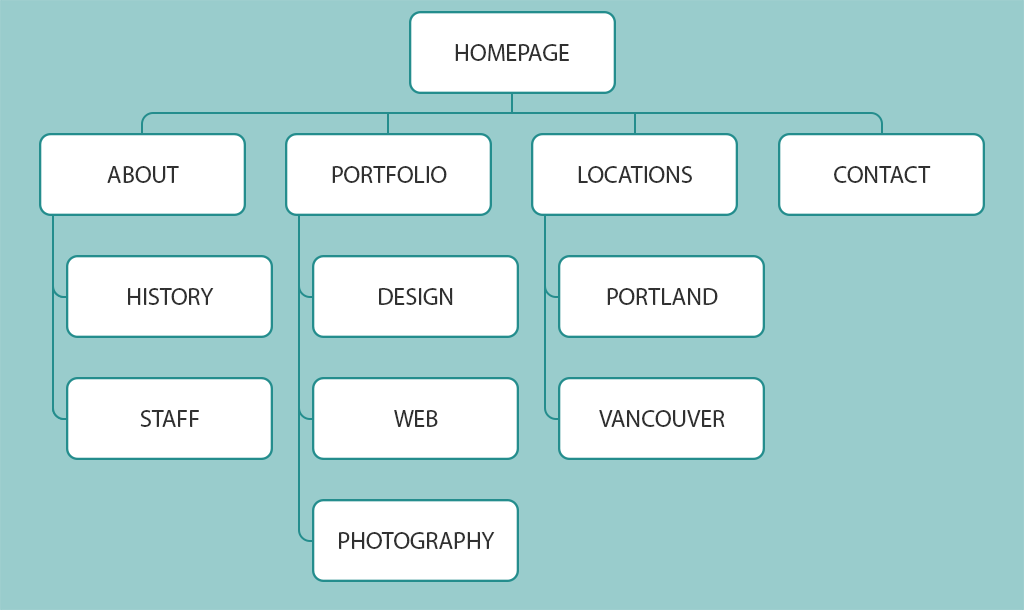 HOMEPAGE
ABOUT
PORTFOLIO
LOCATIONS
CONTACT
HISTORY
DESIGN
PORTLAND
STAFF
WEB
VANCOUVER
PHOTOGRAPHY